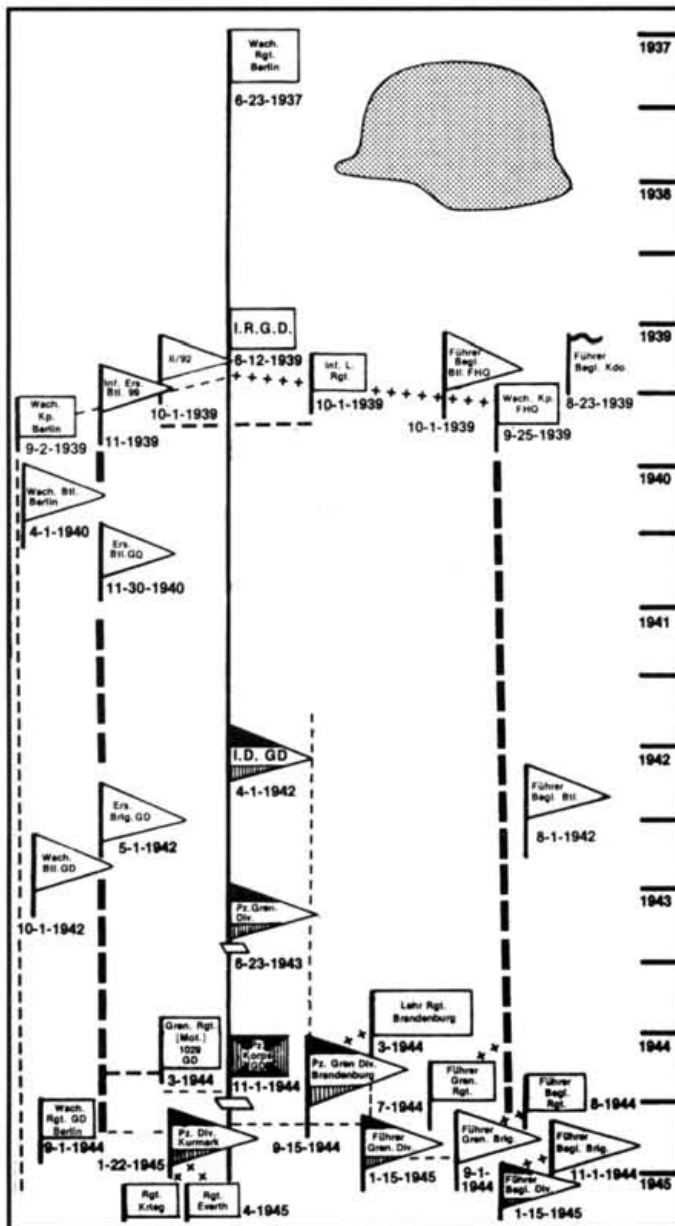 Wach.
Rgt.
Berlin
6-23-1937
1937
1938
1939
I.R.G.D.
6-12-1939
II/92
10-1-1939
Inf. Ers.
Btl. 99
11-1939
Wach.
Kp.
Berlin
9-2-1939
Inf. L.
Rgt.
10-1-1939
Führer
Begl.
Btl. FHQ
10-1-1939
Wach. Kp.
FHQ
9-25-1939
Führer
Begl. Kdo.
8-23-1939
1940
Wach. Btl.
Berlin
4-1-1940
Ers.
Btl.GD
11-30-1940
1941
1942
I.D. GD
4-1-1942
Führer
Begl. Btl.
8-1-1942
Ers.
Brig. GD
5-1-1942
Wach.
Btl. GD
10-1-1942
1943
Pz. Gren.
Div.
6-23-1943
1944
Gren. Rgt.
[Mot.]
1029
GD
3-1944
Pz.
Korps
GD
11-1-1944
Lehr Rgt.
Brandenburg
3-1944
Pz. Gren Div.
Brandenburg
9-15-1944
Führer
Gren.
Rgt.
7-1944
Führer
Begl.
Rgt.
8-1944
Wach.
Rgt. GD
Berlin
9-1-1944
Pz. Div.
Kurmark
1-22-1945
Führer
Gren. Div
1-15-1945
Führer
Gren. Brig.
9-1-
1944
Führer
Begl. Brig.
11-1-1944
Führer
Begl. Div.
1-15-1945
1945
Rgt.
Krieg
Rgt.
Everth
4-1945